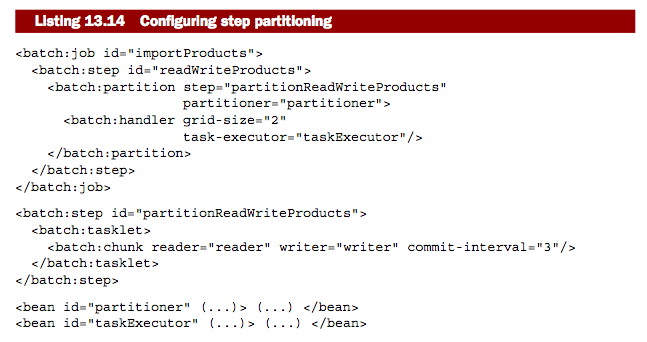 Listing 13.14 Configuring step partitioning
<batch:job id="importProducts">
  <batch:step id="readWriteProducts">
    <batch:partition step="partitionReadWriteProducts"
                     partitioner="partitioner">
      <batch:handler grid-size="2"
                     task-executor="taskExecutor"/>
    </batch:partition>
  </batch:step>
</batch:job>
<batch:step id="partitionReadWriteProducts">
  <batch:tasklet>
    <batch:chunk reader="reader" writer="writer" commit-interval="3"/>
  </batch:tasklet>
</batch:step>
<bean id="partitioner" (...)> (...) </bean>
<bean id="taskExecutor" (...)> (...) </bean>